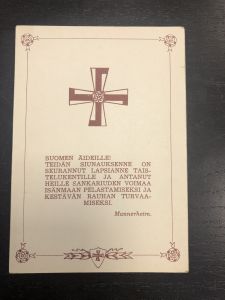 SUOMEN ÄIDEILLE!
TEIDÄN SIUNAUKSENNE ON
SEURANNUT LAPSIANNE TAIS-
TELUKENTILLE JA ANTANUT
HEILLE SANKARIUDEN VOIMAA
ISÄNMAAN PELASTAMISEKSI JA
KESTÄVÄN RAUHAN TURVAA-
MISEKSI.
Mannerheim.